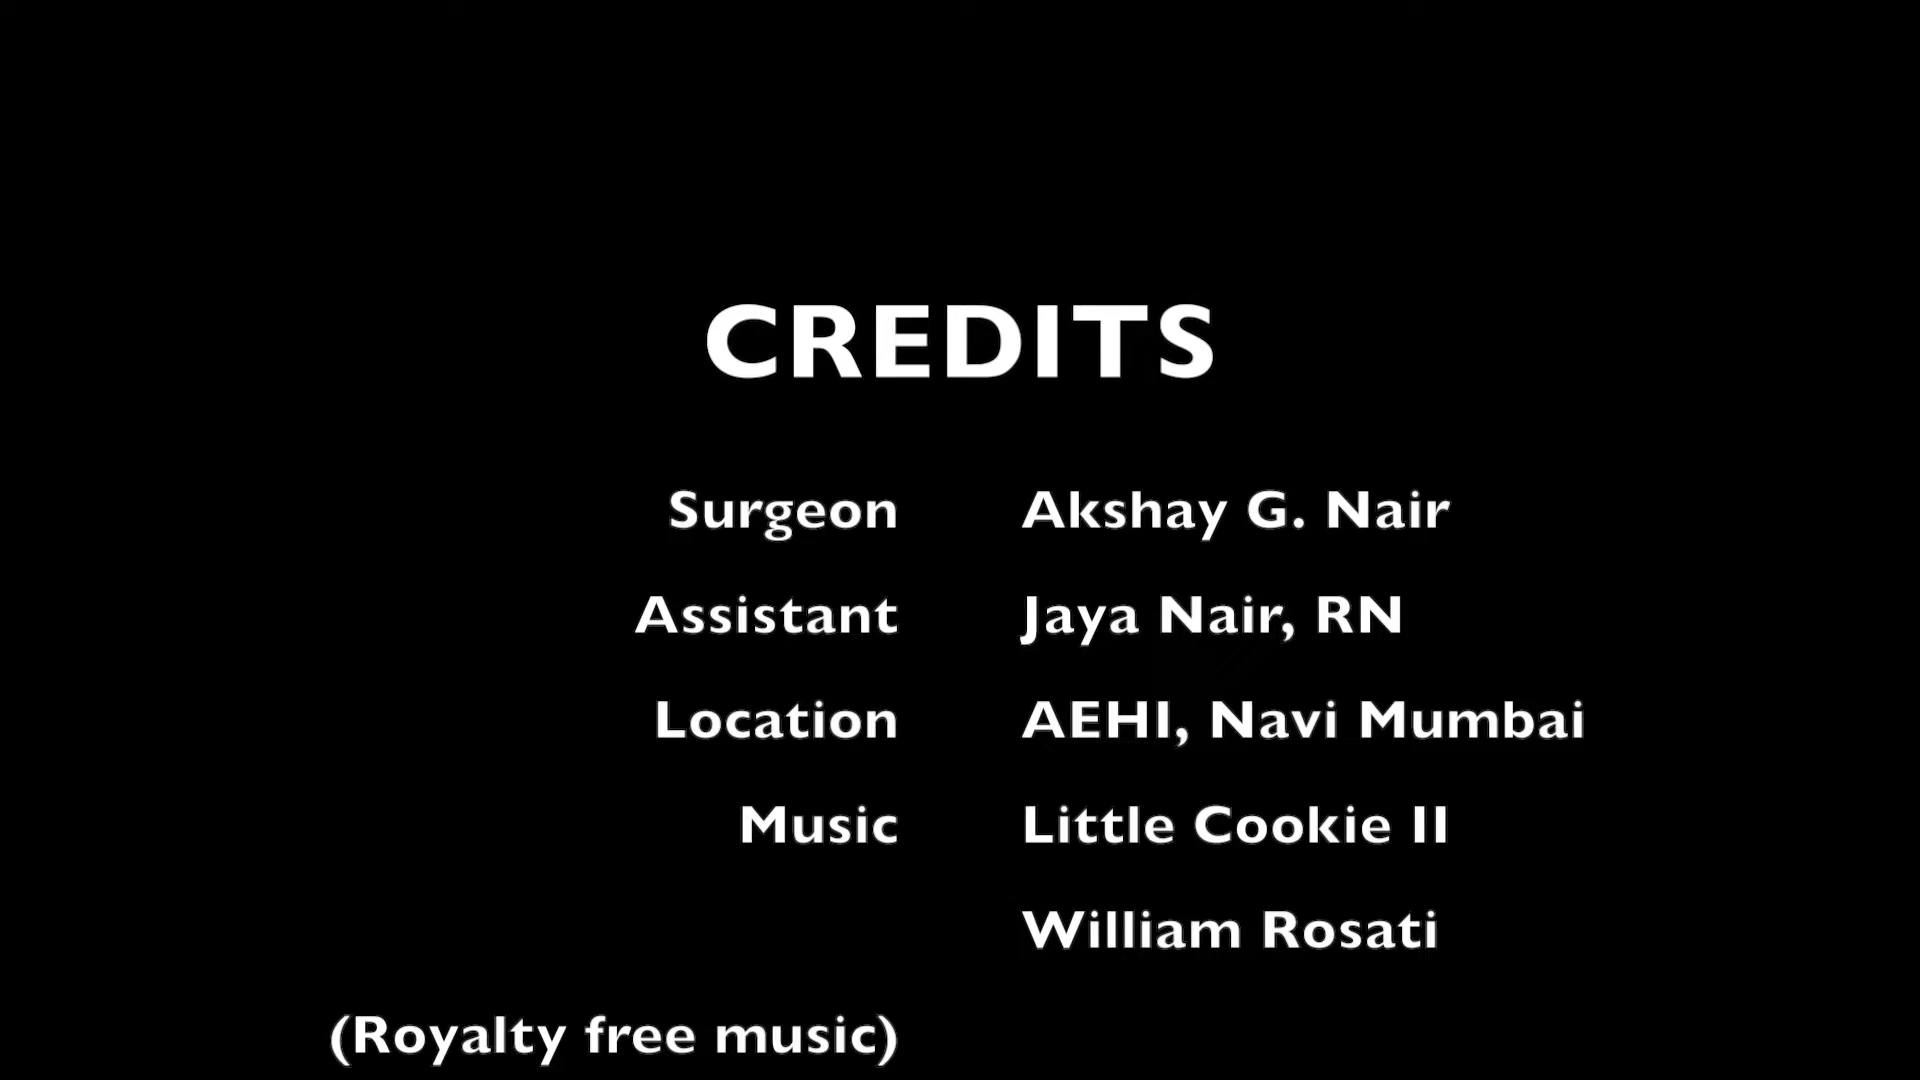 CREDITS
Surgeon Akshay G. Nair
Assistant Jaya Nair, RN
Location AEHI, Navi Mumbai
Music Little Cookie II
William Rosati
(Royalty free music)